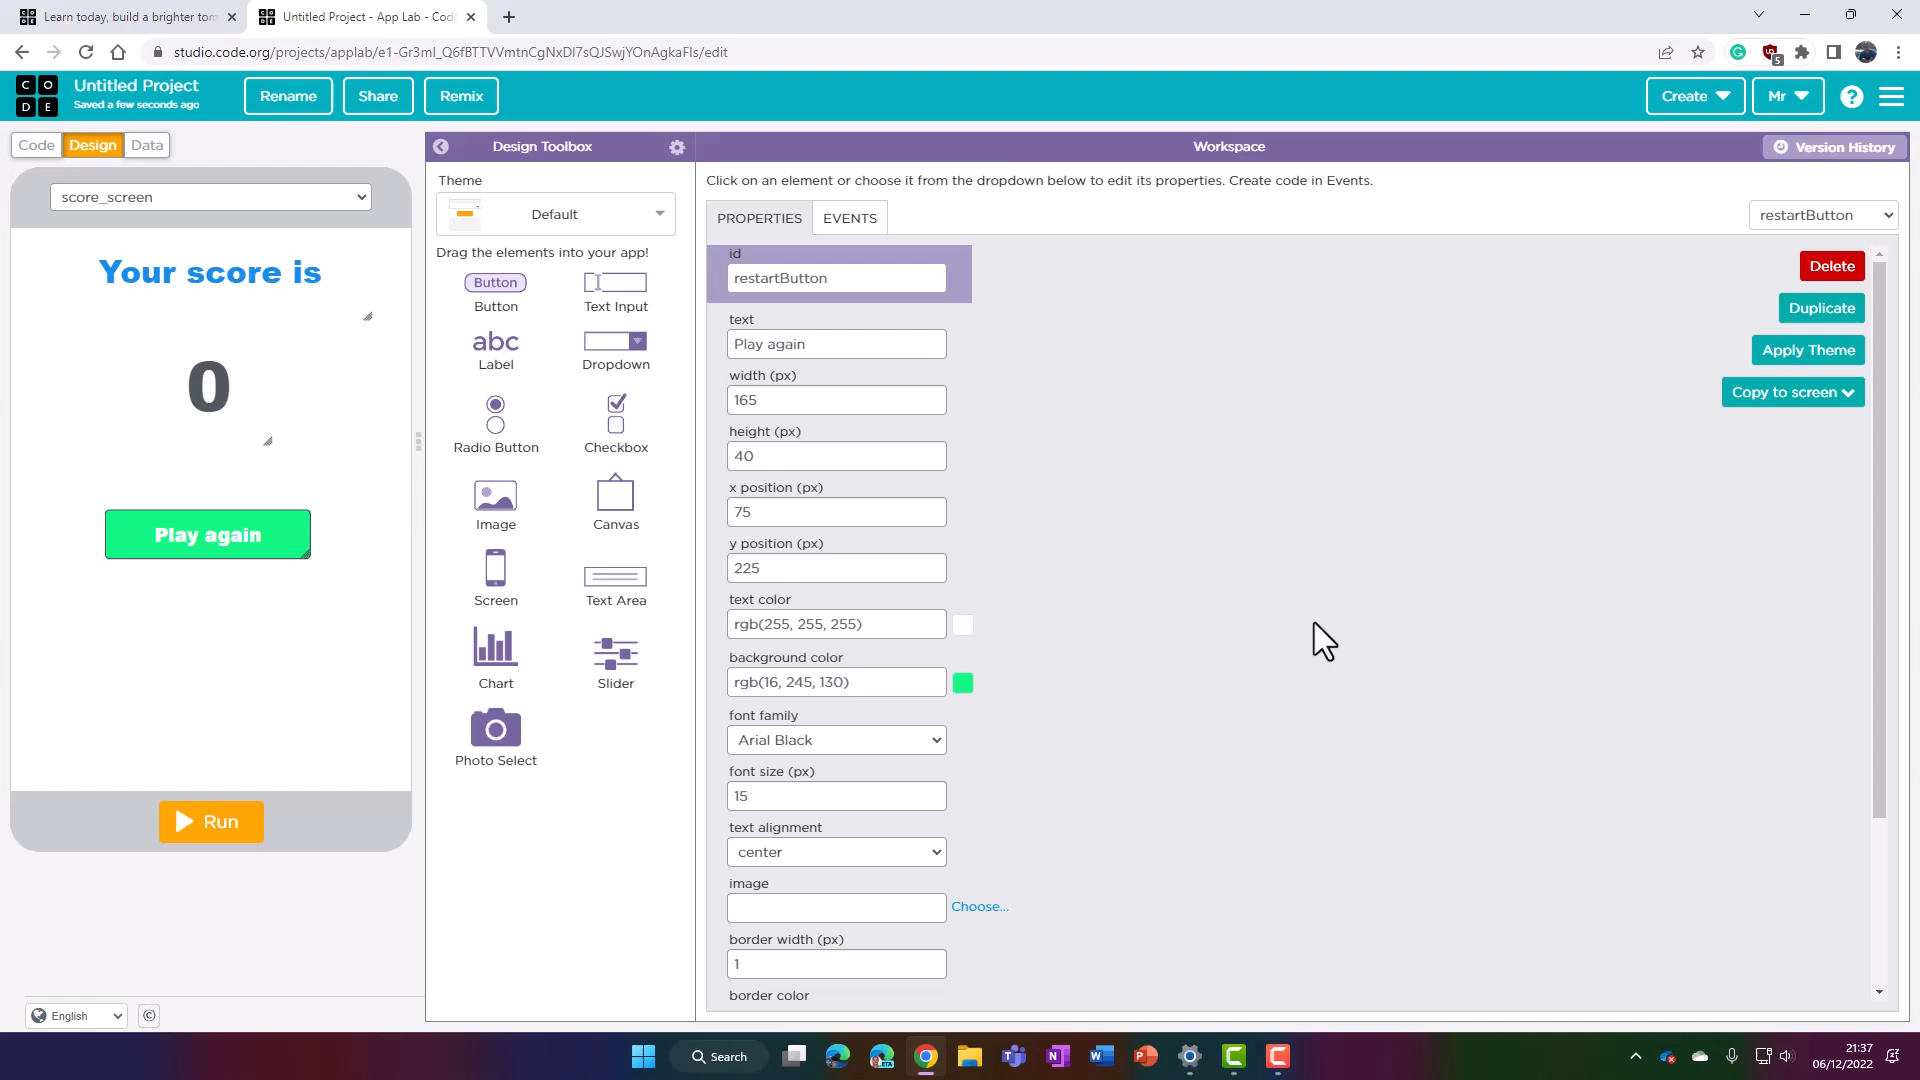 Learn today, build a brighter tom
Untitled Project - App Lab - Code
studio.code.org/projects/applab/e1-Gr3ml_Q6fBTTVVmtnCgNxDl7sQJSwjYOnAgkaFls/edit
5
C O
D E
Untitled Project
Saved a few seconds ago
Rename
Share
Remix
Create
Mr
?
Code
Design
Data
Design Toolbox
Workspace
Version History
score_screen
Your score is
0
Play again
Run
Theme
Default
Drag the elements into your app!
Button
Button
Text Input
abc
Label
Dropdown
Radio Button
Checkbox
Image
Canvas
Screen
Text Area
Chart
Slider
Photo Select
Click on an element or choose it from the dropdown below to edit its properties. Create code in Events.
PROPERTIES
EVENTS
restartButton
id
restartButton
text
Play again
width (px)
165
height (px)
40
x position (px)
75
y position (px)
225
text color
rgb(255, 255, 255)
background color
rgb(16, 245, 130)
font family
Arial Black
font size (px)
15
text alignment
center
image
Choose...
border width (px)
1
border color
Delete
Duplicate
Apply Theme
Copy to screen
English
©
Search
21:37
06/12/2022